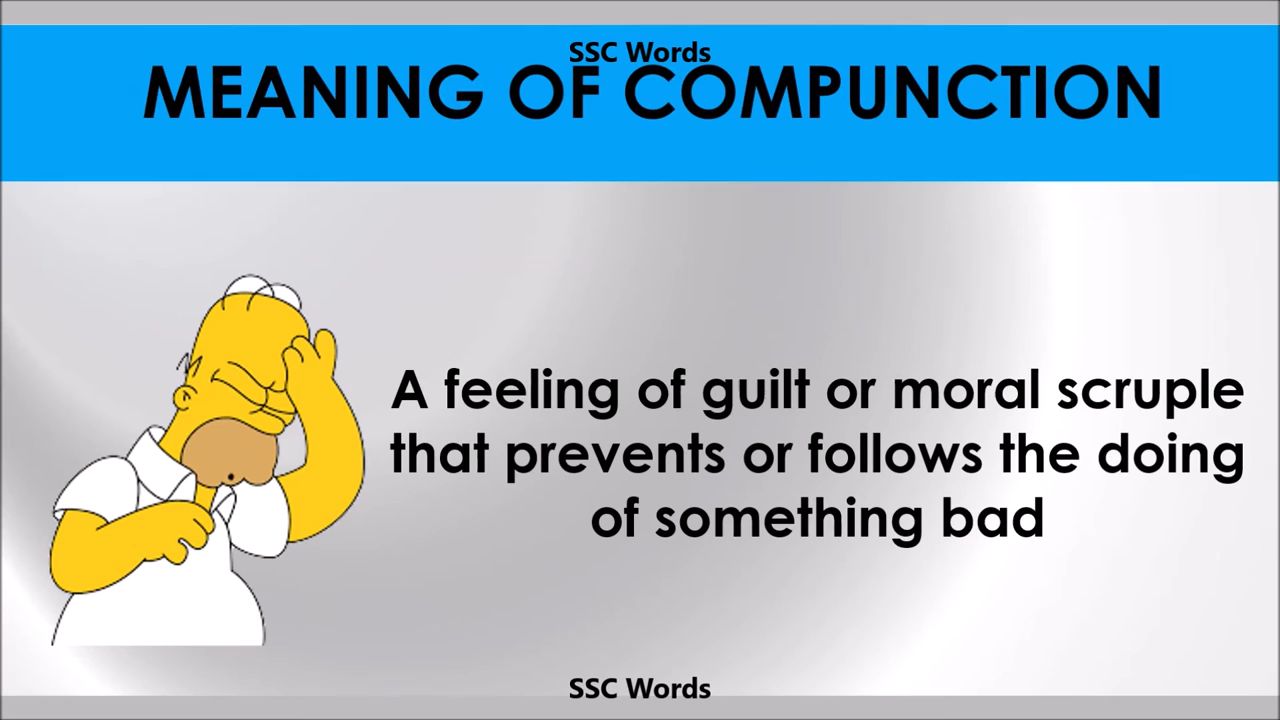 SSC Words
MEANING OF COMPUNCTION
A feeling of guilt or moral scruple
that prevents or follows the doing
of something bad
SSC Words